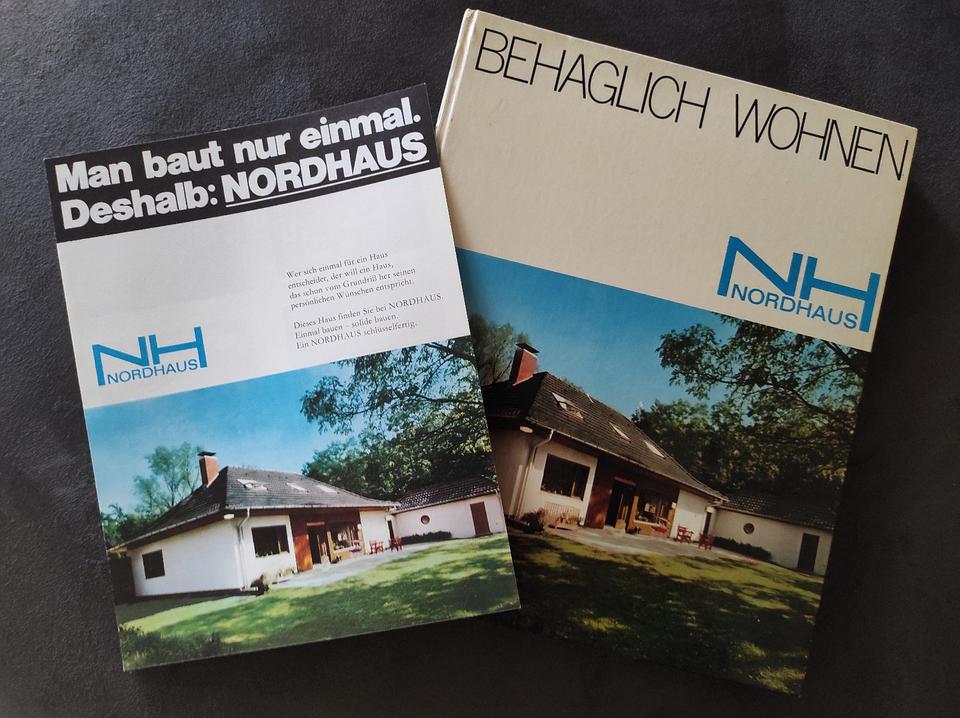 Man baut nur einmal.
Deshalb: NORDHAUS
Wer sich einmal für ein Haus
entscheidet, der will ein Haus,
das schon vom Grundriß her seinen
persönlichen Wünschen entspricht.
Dieses Haus finden Sie bei NORDHAUS.
Einmal bauen – solide bauen.
Ein NORDHAUS schlüsselfertig.
NH
NORDHAUS
BEHAGLICH WOHNEN
NH
NORDHAUS